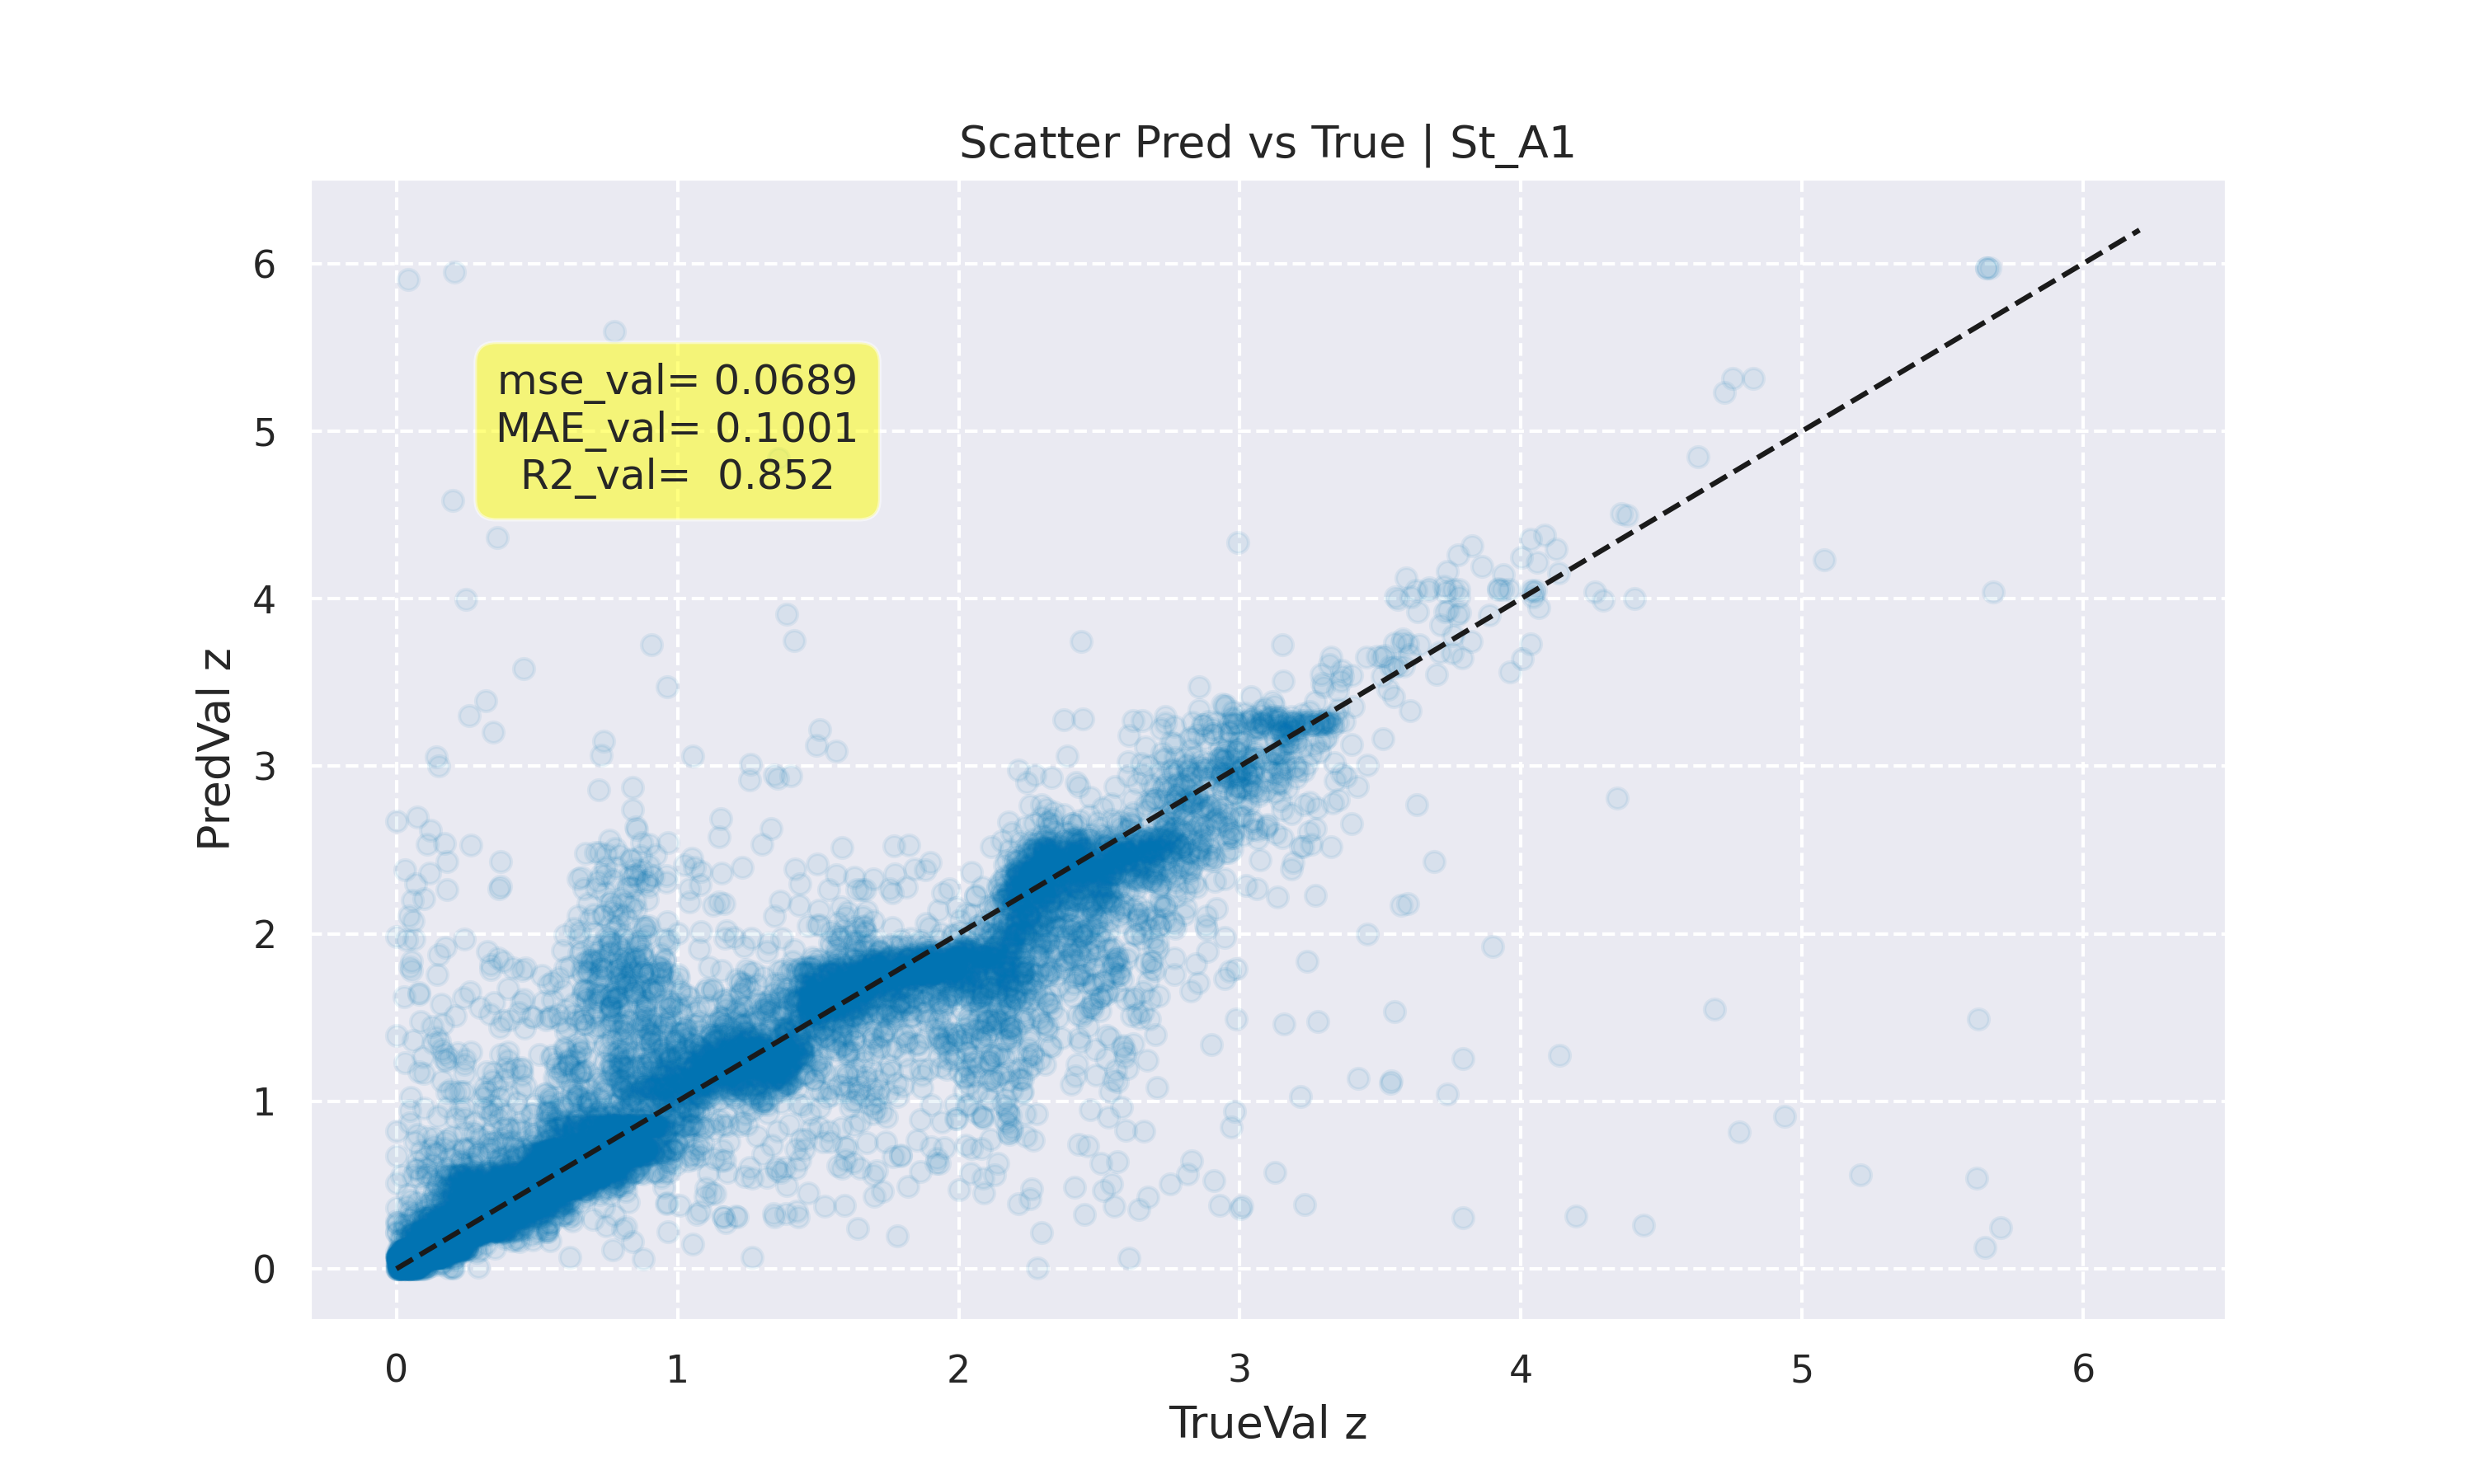 Scatter Pred vs True | St_A1
mse_val= 0.0689
MAE_val= 0.1001
R2_val=  0.852
PredVal z
6
5
4
3
2
1
0
0 1 2 3 4 5 6
TrueVal z